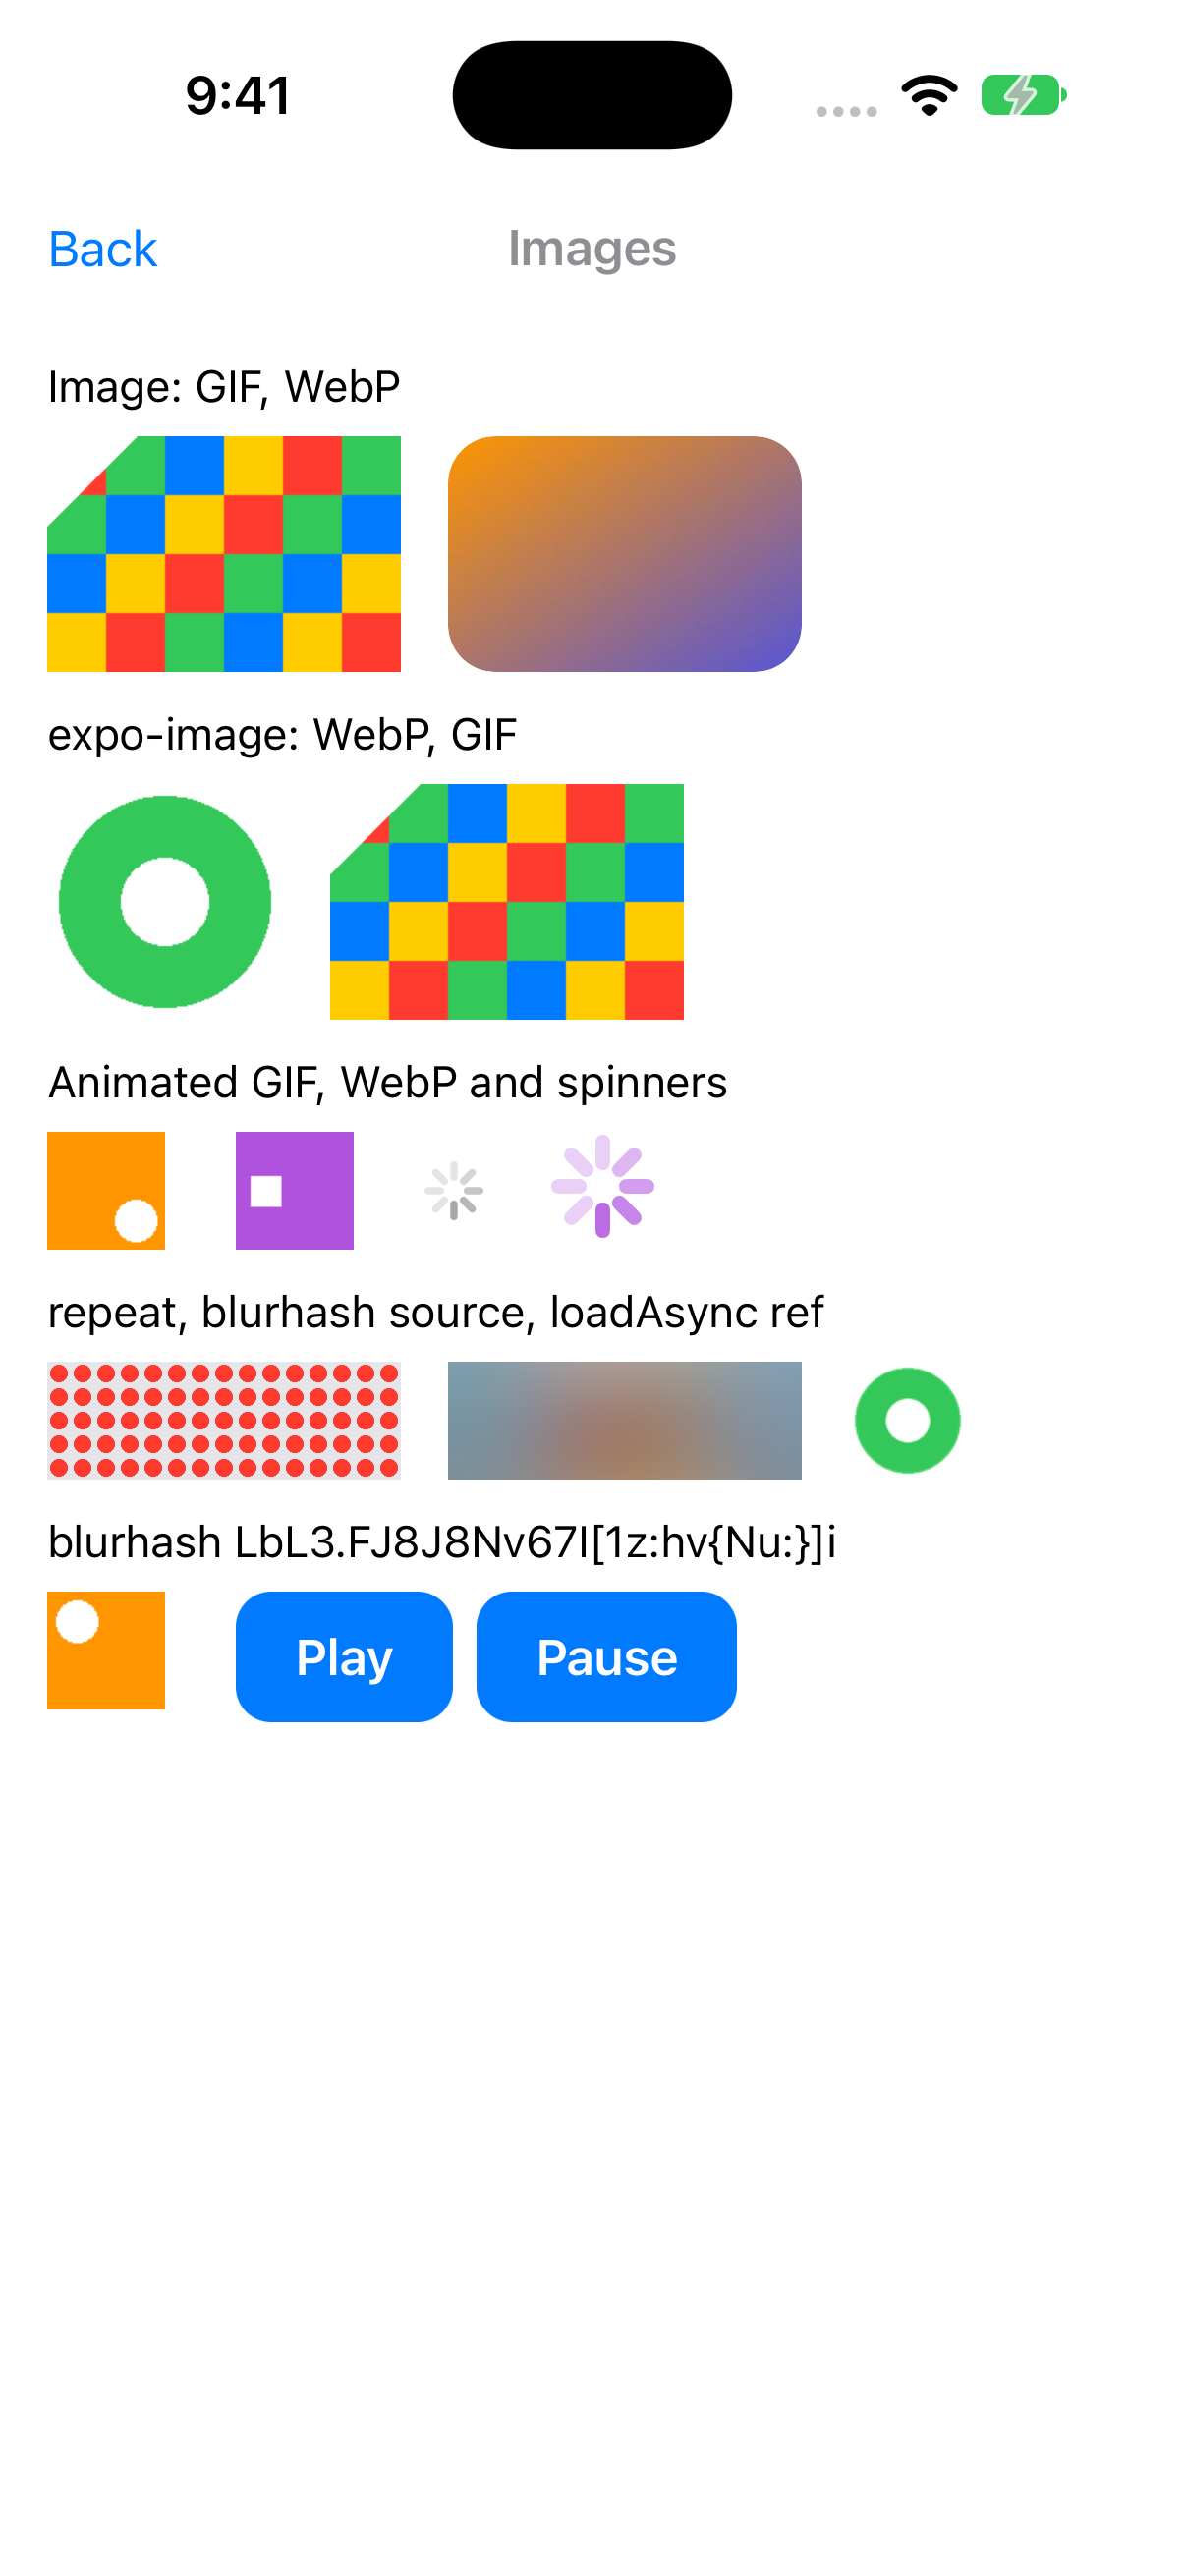 9:41
Back
Images
Image: GIF, WebP
expo-image: WebP, GIF
Animated GIF, WebP and spinners
repeat, blurhash source, loadAsync ref
blurhash LbL3.FJ8J8Nv67I[1z:hv{Nu:}]i
Play
Pause